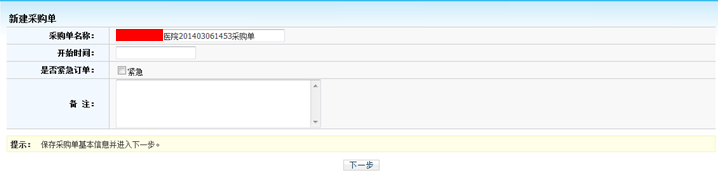 新建采购单
采购单名称： 医院201403061453采购单
开始时间：
是否紧急订单： 紧急
备 注：
提示： 保存采购单基本信息并进入下一步。
下一步